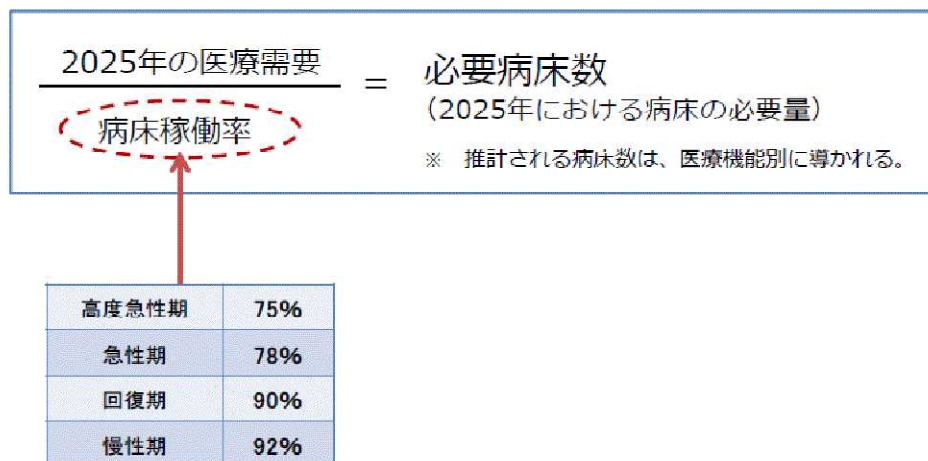 2025年の医療需要
病床稼働率
=
必要病床数
（2025年における病床の必要量）
※ 推計される病床数は、医療機能別に導かれる。
高度急性期 75%
急性期 78%
回復期 90%
慢性期 92%